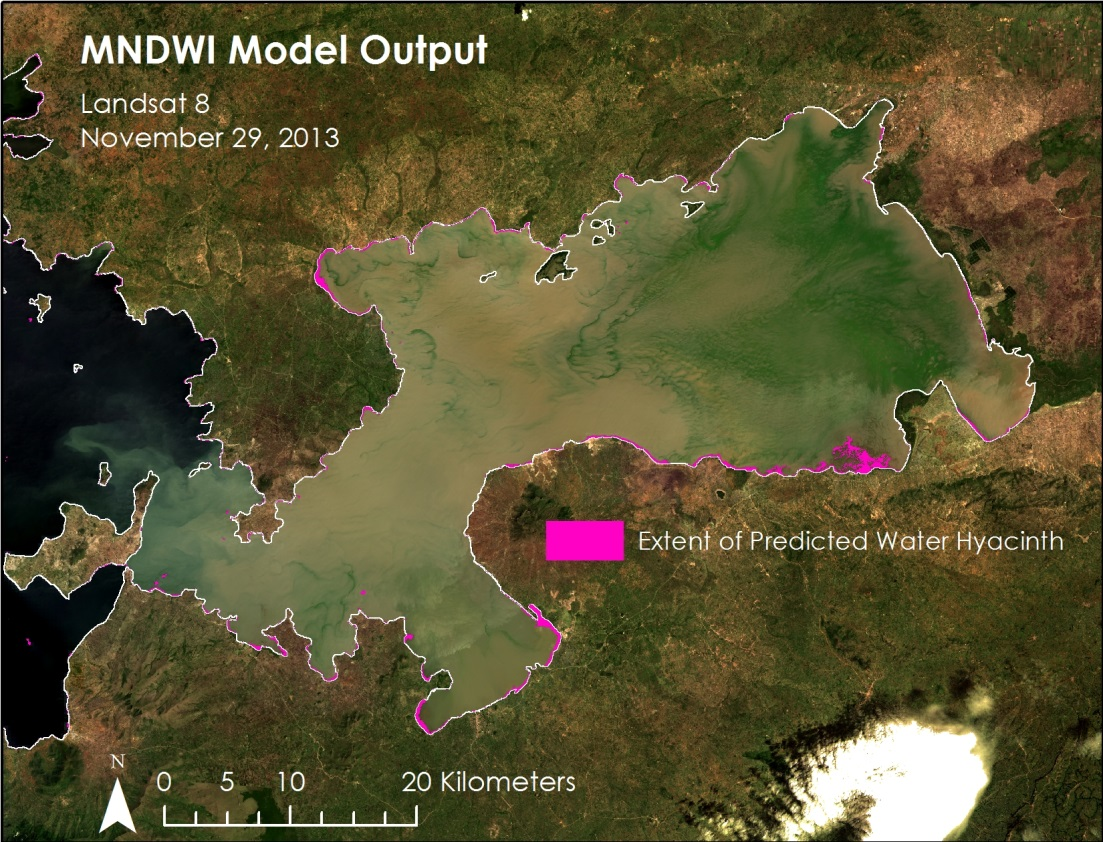 MNDWI Model Output
Landsat 8
November 29, 2013
Extent of Predicted Water Hyacinth
N
0 5 10 20 Kilometers